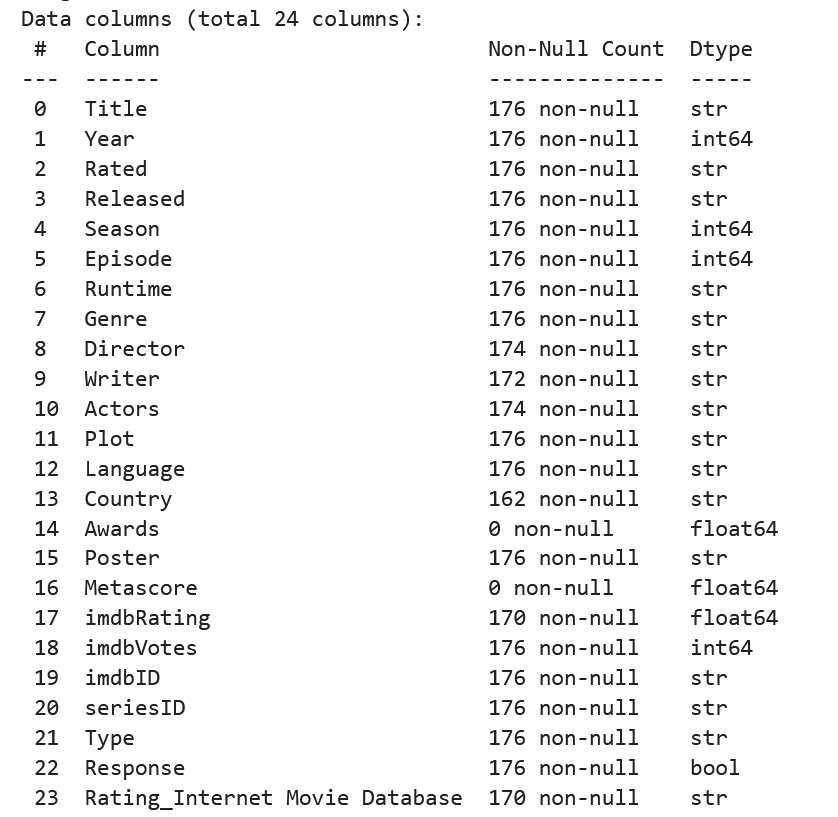 Data columns (total 24 columns):
 #   Column                          Non-Null Count  Dtype
---  ------                          --------------  -----
 0   Title                           176 non-null    str
 1   Year                            176 non-null    int64
 2   Rated                           176 non-null    str
 3   Released                        176 non-null    str
 4   Season                          176 non-null    int64
 5   Episode                         176 non-null    int64
 6   Runtime                         176 non-null    str
 7   Genre                           176 non-null    str
 8   Director                        174 non-null    str
 9   Writer                          172 non-null    str
 10  Actors                          174 non-null    str
 11  Plot                            176 non-null    str
 12  Language                        176 non-null    str
 13  Country                         162 non-null    str
 14  Awards                          0 non-null      float64
 15  Poster                          176 non-null    str
 16  Metascore                       0 non-null      float64
 17  imdbRating                      170 non-null    float64
 18  imdbVotes                       176 non-null    int64
 19  imdbID                          176 non-null    str
 20  seriesID                        176 non-null    str
 21  Type                            176 non-null    str
 22  Response                        176 non-null    bool
 23  Rating_Internet Movie Database  170 non-null    str